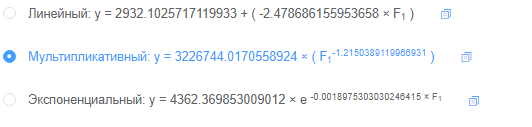 Линейный: y = 2932.1025717119933 + ( -2.478686155953658 × F₁ )
Мультипликативный: y = 3226744.0170558924 × ( F₁^-1.2150389119966931 )
Экспоненциальный: y = 4362.369853009012 × e^-0.0018975303030246415 × F₁